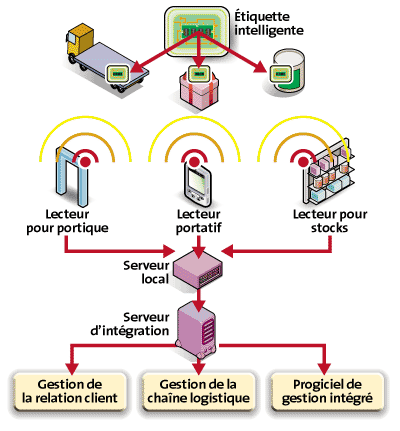 Étiquette
intelligente
Lecteur
pour portique
Lecteur
portatif
Lecteur pour
stocks
Serveur
local
Serveur
d'intégration
Gestion de
la relation client
Gestion de la
chaîne logistique
Progiciel de
gestion intégré